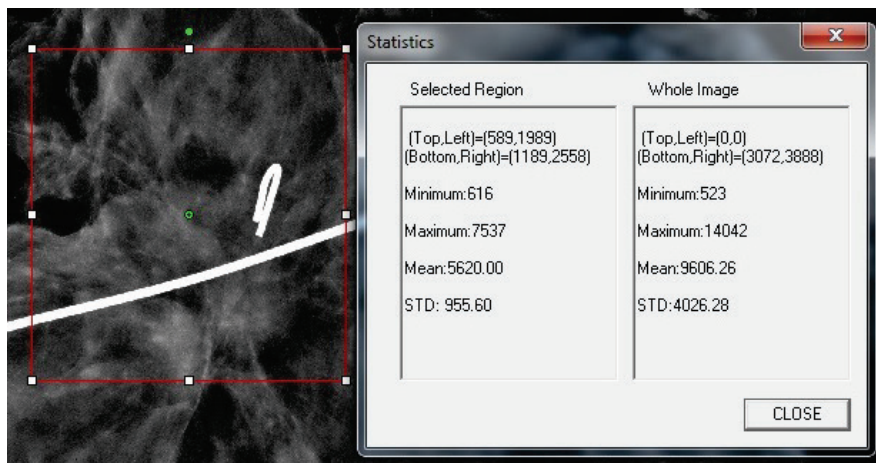 Statistics
Selected Region
(Top,Left)=(589,1989)
(Bottom,Right)=(1189,2558)
Minimum:616
Maximum:7537
Mean:5620.00
STD: 955.60
Whole Image
(Top,Left)=(0,0)
(Bottom,Right)=(3072,3888)
Minimum:523
Maximum:14042
Mean:9606.26
STD:4026.28
CLOSE